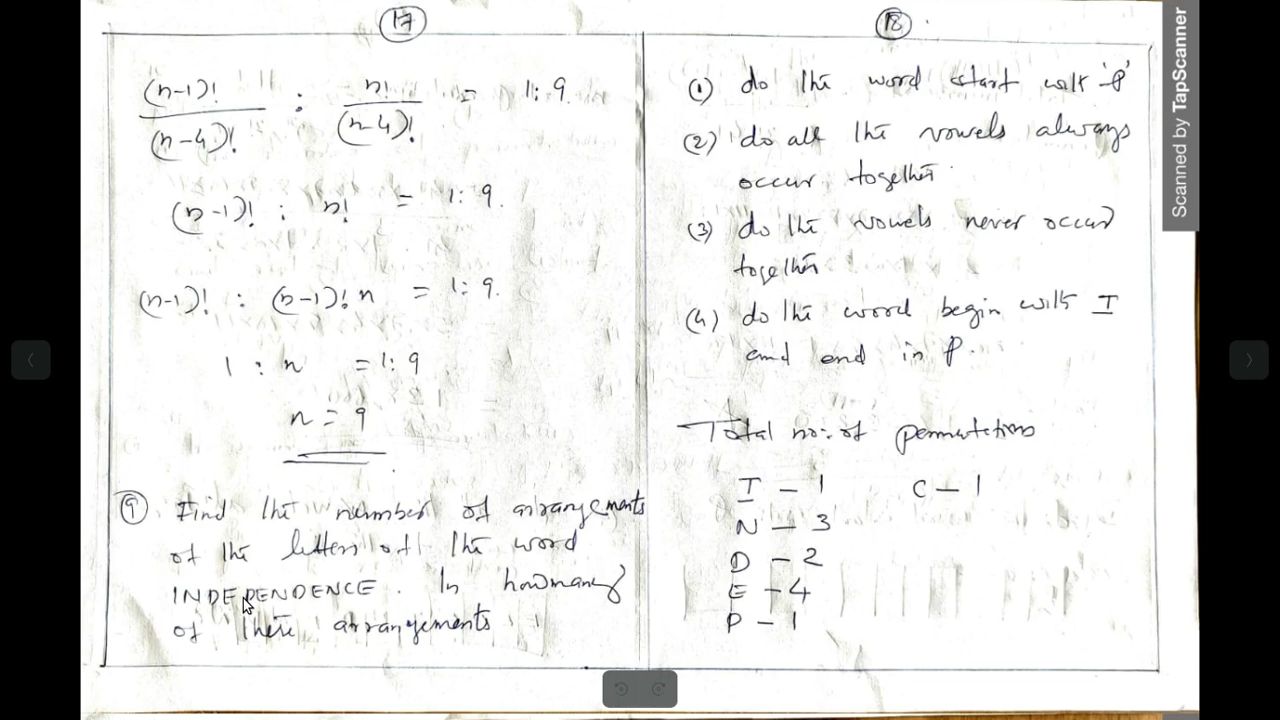 17
(n-1)! / (n-4)! : n! / (n-4)! = 1:9.
(n-1)! : n! = 1:9.
(n-1)! : (n-1)! n = 1:9.
1 : n = 1:9
n = 9
9 Find the number of arrangements
of the letters of the word
INDEPENDENCE. In howmany
of these arrangements
18
(1) do the word start with 'P'
(2) do all the vowels always
occur together.
(3) do the vowels never occur
together.
(4) do the word begin with I
and end in P.
Total no: of permutations
I - 1 C - 1
N - 3
D - 2
E - 4
P - 1
Scanned by TapScanner